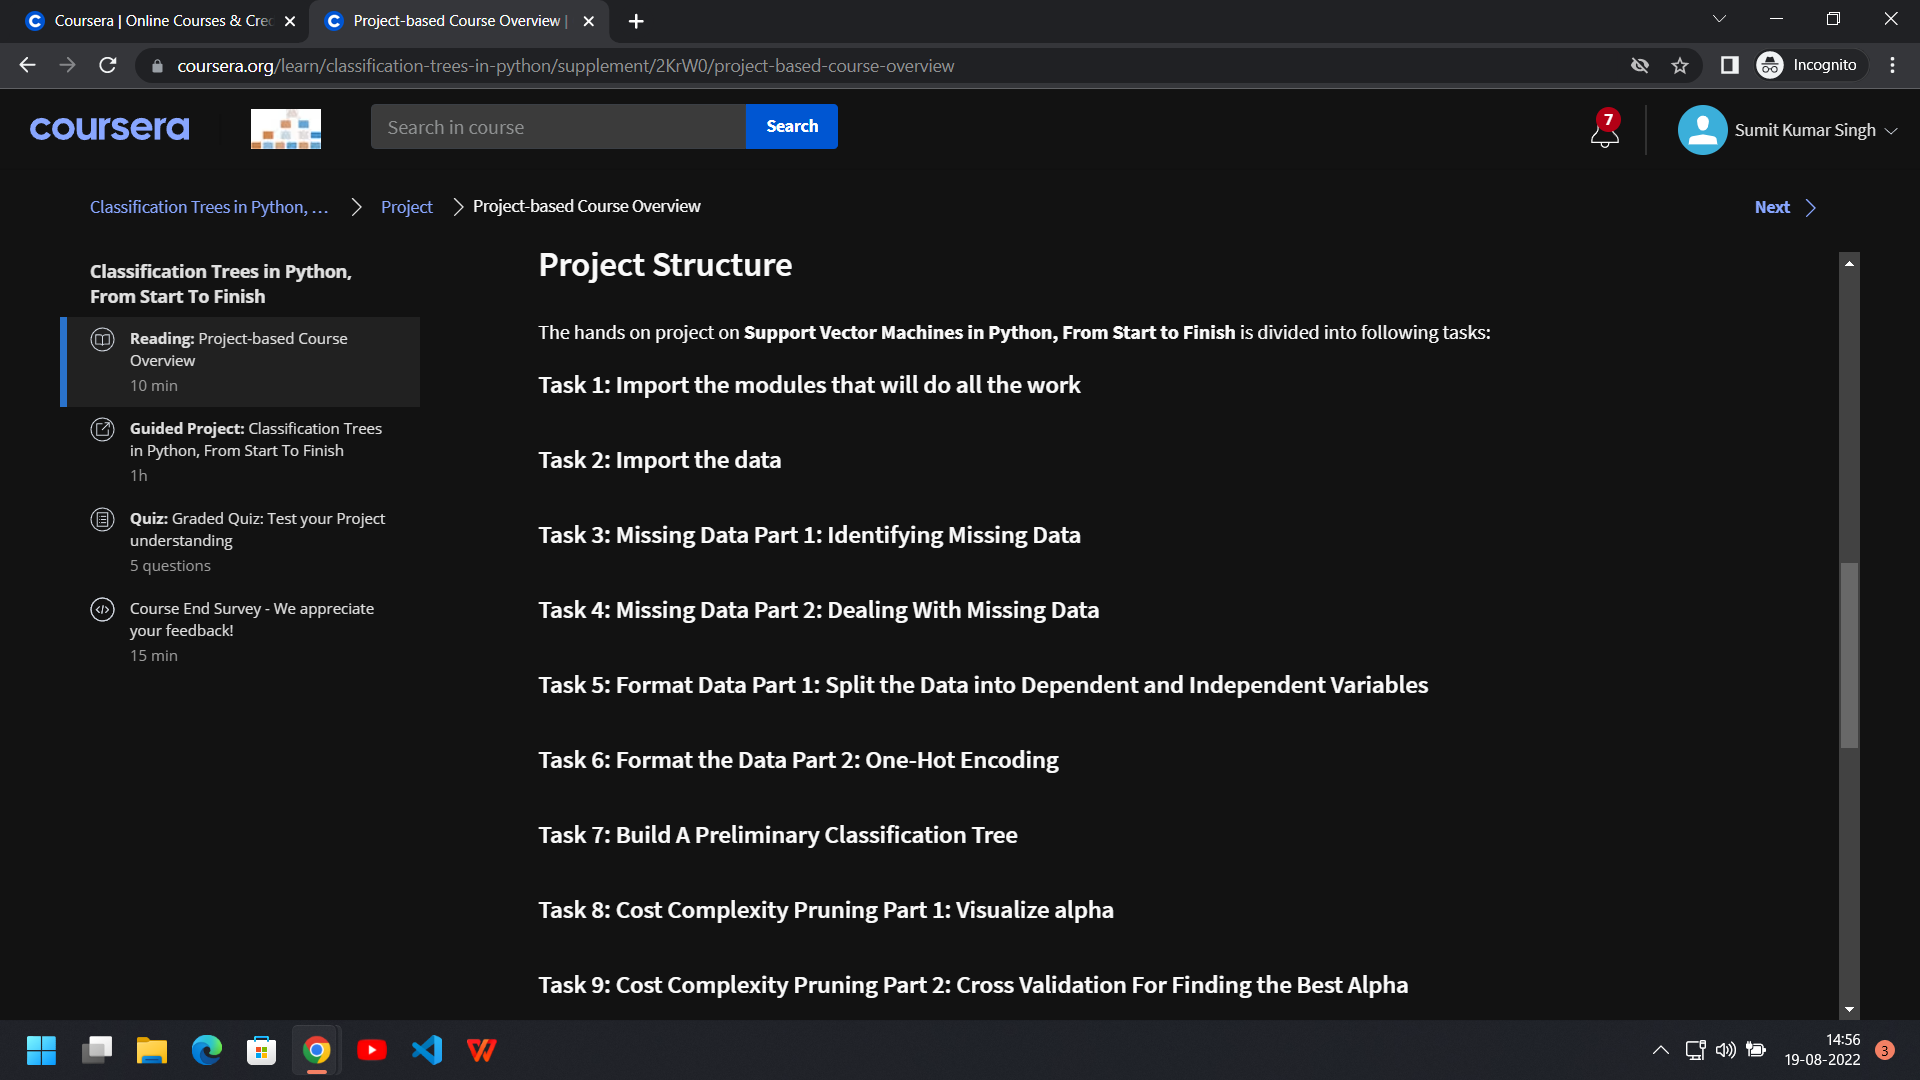 Coursera | Online Courses & Cre
Project-based Course Overview |
coursera.org/learn/classification-trees-in-python/supplement/2KrW0/project-based-course-overview
Incognito
coursera
Search in course
Search
7
Sumit Kumar Singh
Classification Trees in Python, ...
Project
Project-based Course Overview
Next
Classification Trees in Python,
From Start To Finish
Reading: Project-based Course
Overview
10 min
Guided Project: Classification Trees
in Python, From Start To Finish
1h
Quiz: Graded Quiz: Test your Project
understanding
5 questions
Course End Survey - We appreciate
your feedback!
15 min
Project Structure
The hands on project on Support Vector Machines in Python, From Start to Finish is divided into following tasks:
Task 1: Import the modules that will do all the work
Task 2: Import the data
Task 3: Missing Data Part 1: Identifying Missing Data
Task 4: Missing Data Part 2: Dealing With Missing Data
Task 5: Format Data Part 1: Split the Data into Dependent and Independent Variables
Task 6: Format the Data Part 2: One-Hot Encoding
Task 7: Build A Preliminary Classification Tree
Task 8: Cost Complexity Pruning Part 1: Visualize alpha
Task 9: Cost Complexity Pruning Part 2: Cross Validation For Finding the Best Alpha
14:56
19-08-2022
3